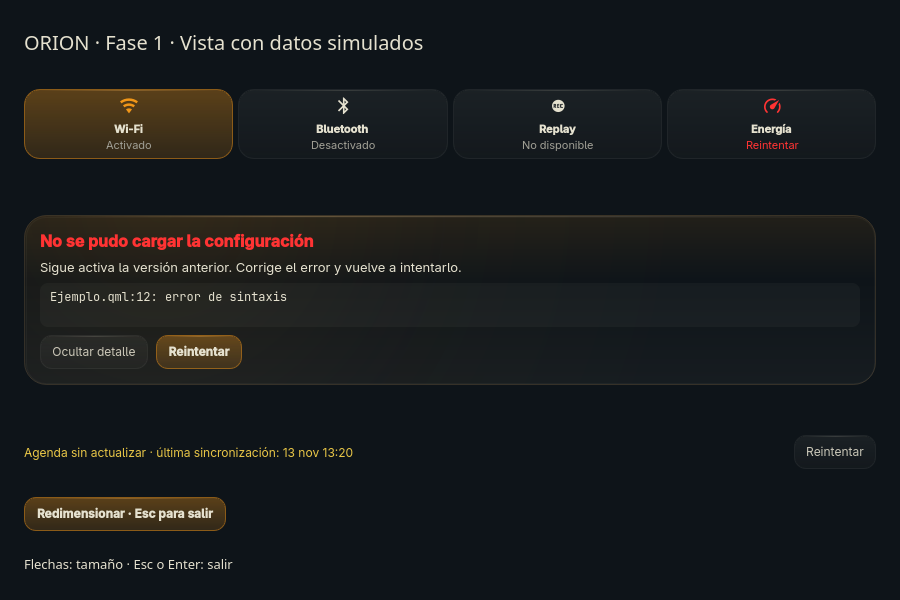 ORION · Fase 1 · Vista con datos simulados
Wi-Fi
Activado
Bluetooth
Desactivado
REC
Replay
No disponible
Energía
Reintentar
No se pudo cargar la configuración
Sigue activa la versión anterior. Corrige el error y vuelve a intentarlo.
Ejemplo.qml:12: error de sintaxis
Ocultar detalle
Reintentar
Agenda sin actualizar · última sincronización: 13 nov 13:20
Reintentar
Redimensionar · Esc para salir
Flechas: tamaño · Esc o Enter: salir